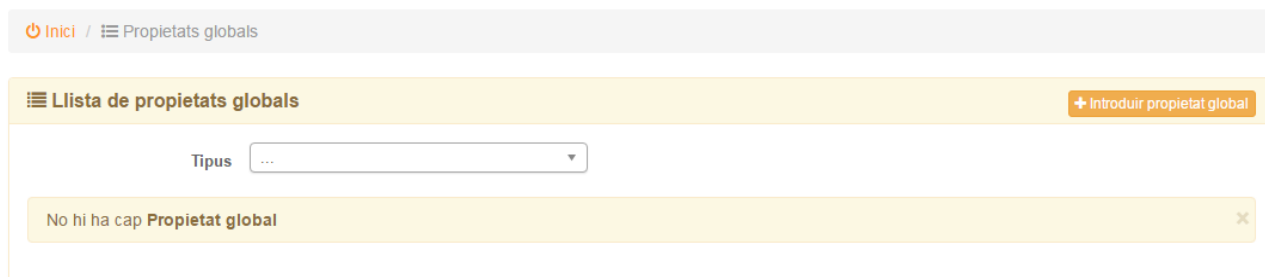 Inici / Propietats globals
Llista de propietats globals
Introduir propietat global
Tipus ...
No hi ha cap Propietat global ×